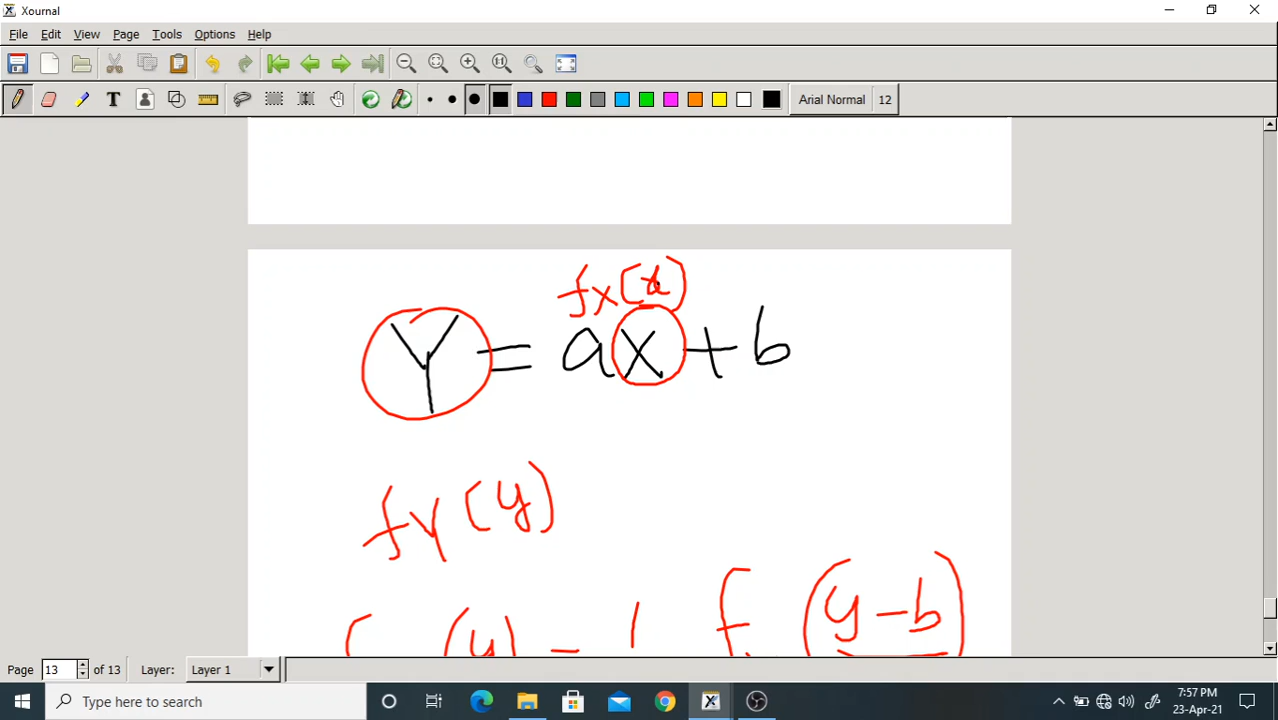 Xournal
File Edit View Page Tools Options Help
Arial Normal 12
fx(x)
Y = aX + b
fY(y)
(y) = 1 f (y-b)
Page 13 of 13 Layer: Layer 1
Type here to search
7:57 PM
23-Apr-21